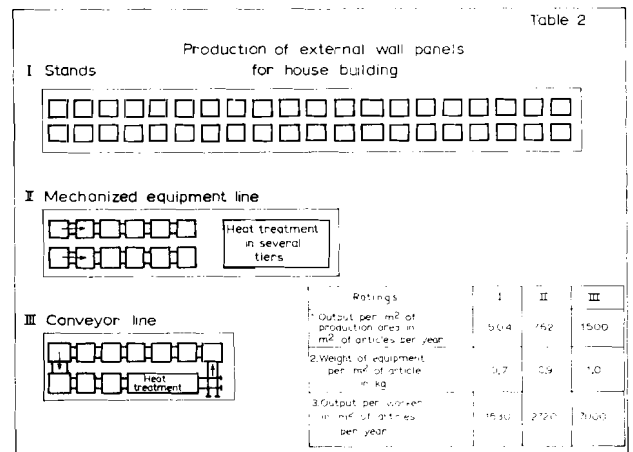 Table 2
Production of external wall panels
for house building
I Stands
II Mechanized equipment line
Heat treatment
in several
tiers
III Conveyor line
Heat
treatment
Ratings I II III
1.Output per m2 of
production area in
m2 of articles per year
762 1500
2.Weight of equipment
per m2 of article
in kg
0,7 0,9 1,0
3.Output per worker
in m2 of articles
per year